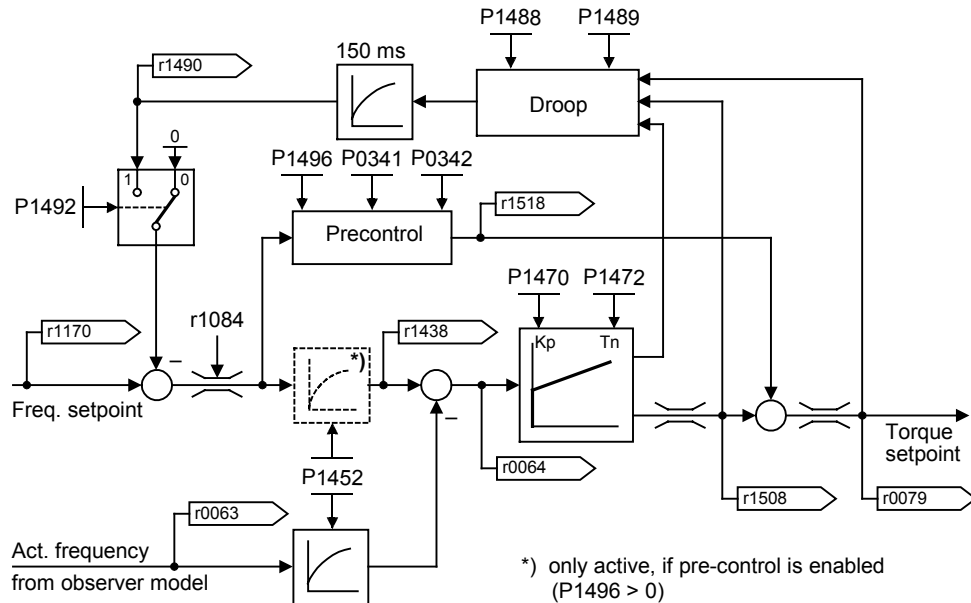 P1488
P1489
150 ms
r1490
Droop
0
P1496
P0341
P0342
1
0
r1518
P1492
Precontrol
P1470
P1472
r1170
r1084
r1438
Kp
Tn
*)
–
Freq. setpoint
–
Torque
setpoint
P1452
r0064
r0063
r1508
r0079
Act. frequency
from observer model
*) only active, if pre-control is enabled
(P1496 > 0)